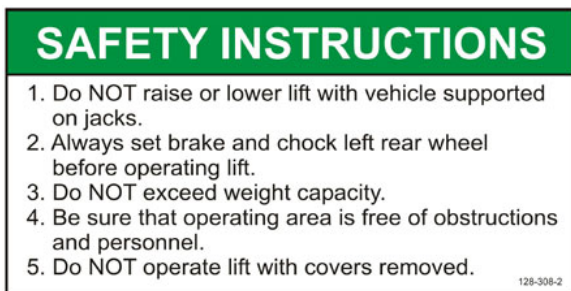 SAFETY INSTRUCTIONS
1. Do NOT raise or lower lift with vehicle supported
on jacks.
2. Always set brake and chock left rear wheel
before operating lift.
3. Do NOT exceed weight capacity.
4. Be sure that operating area is free of obstructions
and personnel.
5. Do NOT operate lift with covers removed.
128-308-2